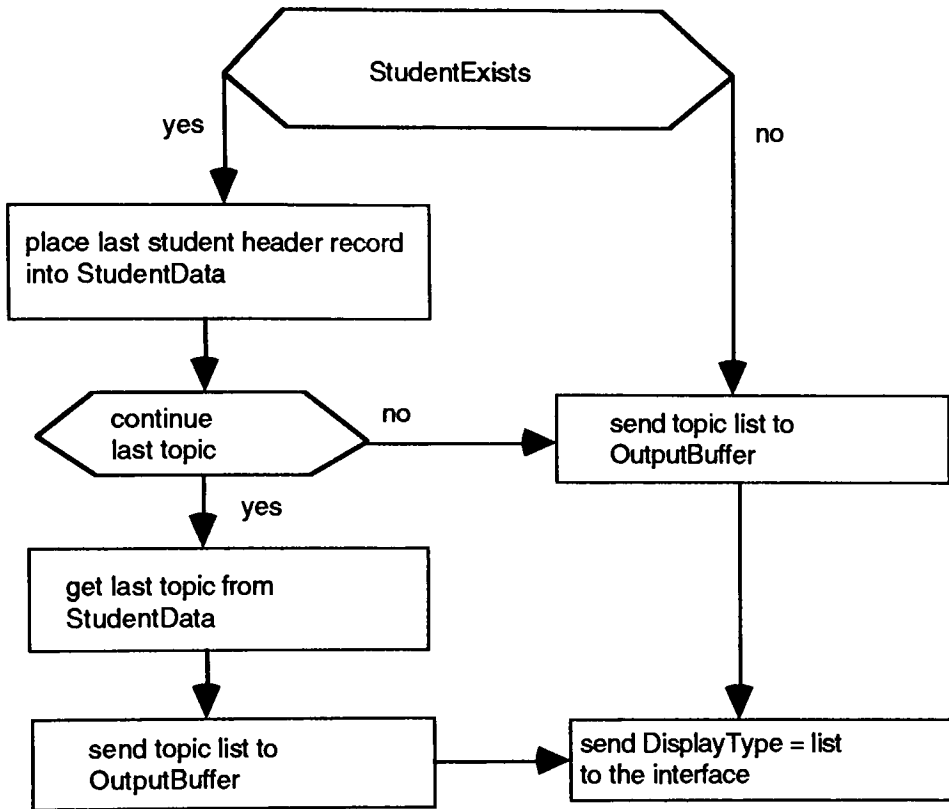 StudentExists
yes
no
place last student header record
into StudentData
continue
last topic
no
send topic list to
OutputBuffer
yes
get last topic from
StudentData
send topic list to
OutputBuffer
send DisplayType = list
to the interface